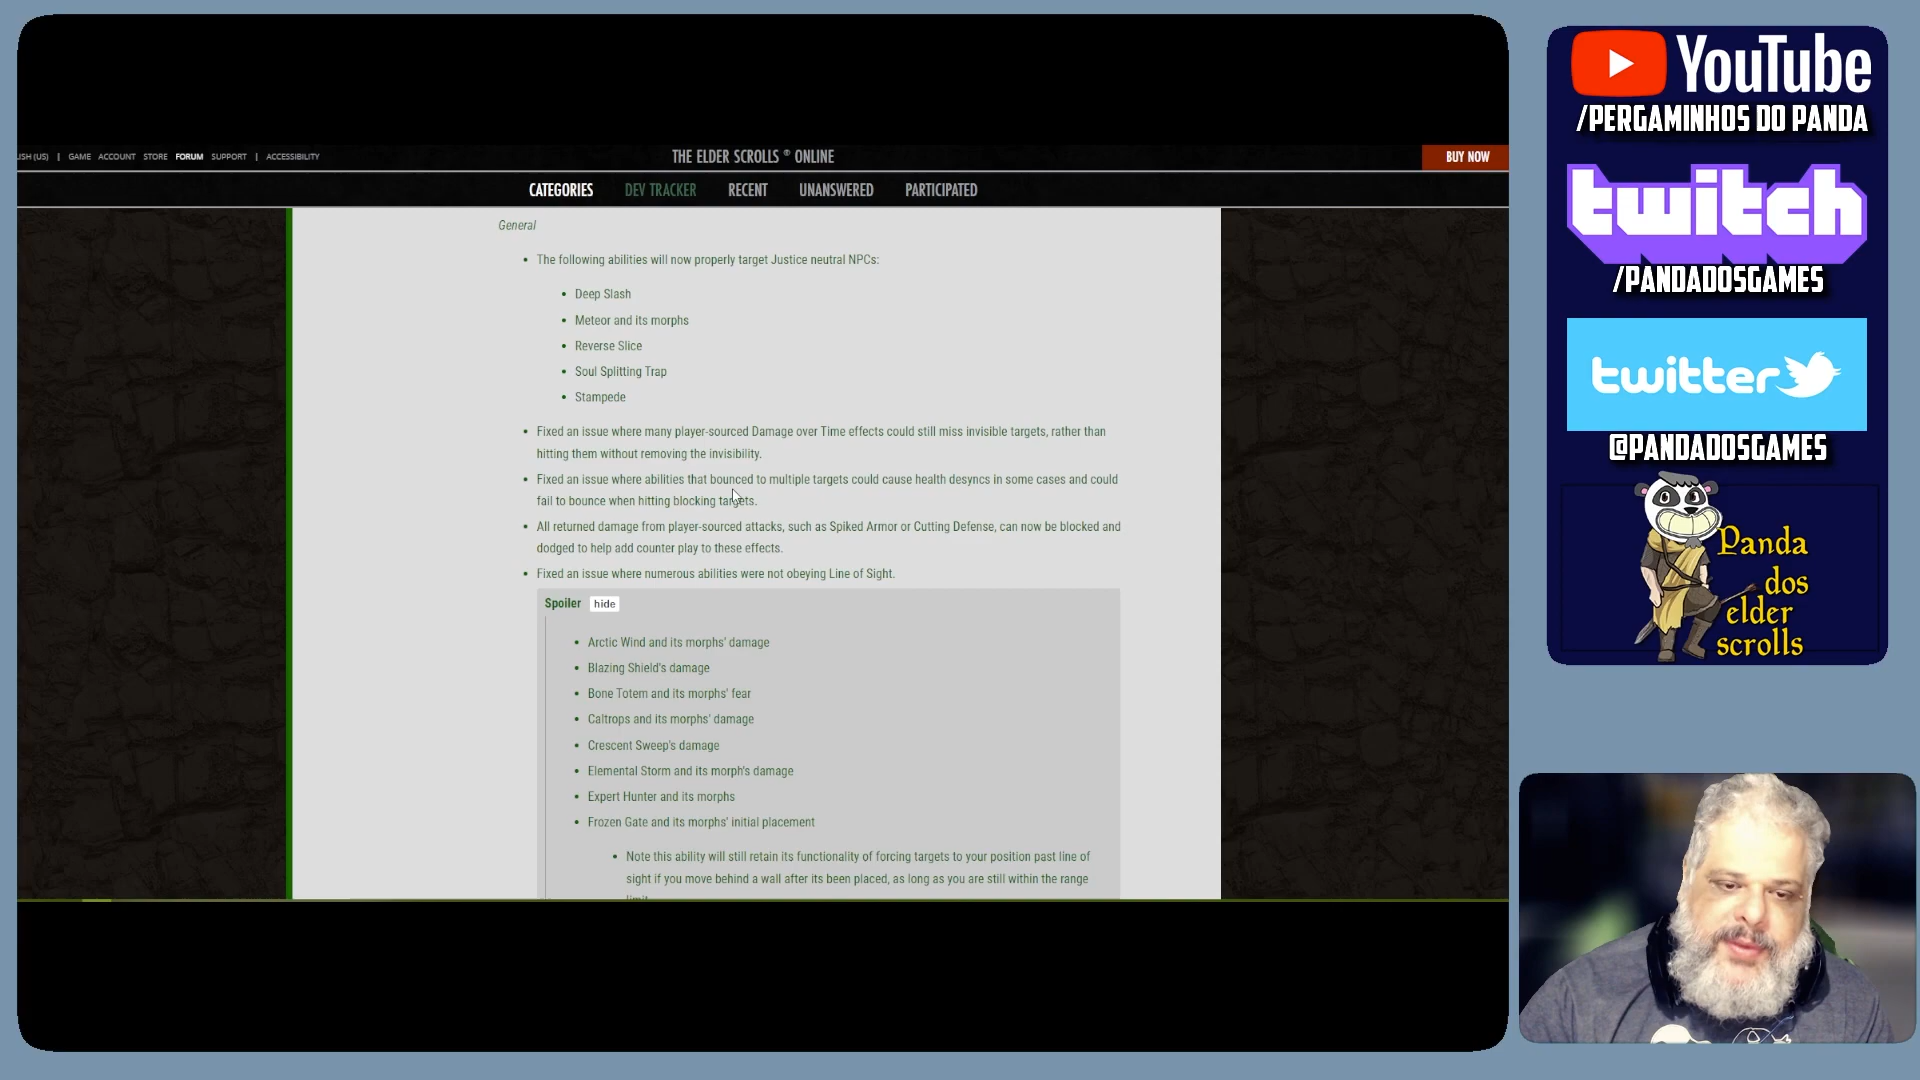 JSH (US) | GAME ACCOUNT STORE FORUM SUPPORT | ACCESSIBILITY
THE ELDER SCROLLS ® ONLINE
BUY NOW
CATEGORIES DEV TRACKER RECENT UNANSWERED PARTICIPATED
General
• The following abilities will now properly target Justice neutral NPCs:
• Deep Slash
• Meteor and its morphs
• Reverse Slice
• Soul Splitting Trap
• Stampede
• Fixed an issue where many player-sourced Damage over Time effects could still miss invisible targets, rather than
hitting them without removing the invisibility.
• Fixed an issue where abilities that bounced to multiple targets could cause health desyncs in some cases and could
fail to bounce when hitting blocking targets.
• All returned damage from player-sourced attacks, such as Spiked Armor or Cutting Defense, can now be blocked and
dodged to help add counter play to these effects.
• Fixed an issue where numerous abilities were not obeying Line of Sight.
Spoiler hide
• Arctic Wind and its morphs' damage
• Blazing Shield's damage
• Bone Totem and its morphs' fear
• Caltrops and its morphs' damage
• Crescent Sweep's damage
• Elemental Storm and its morph's damage
• Expert Hunter and its morphs
• Frozen Gate and its morphs' initial placement
• Note this ability will still retain its functionality of forcing targets to your position past line of
sight if you move behind a wall after its been placed, as long as you are still within the range
limit.
YouTube
/PERGAMINHOS DO PANDA
twitch
/PANDADOSGAMES
twitter
@PANDADOSGAMES
Panda
dos
elder
scrolls